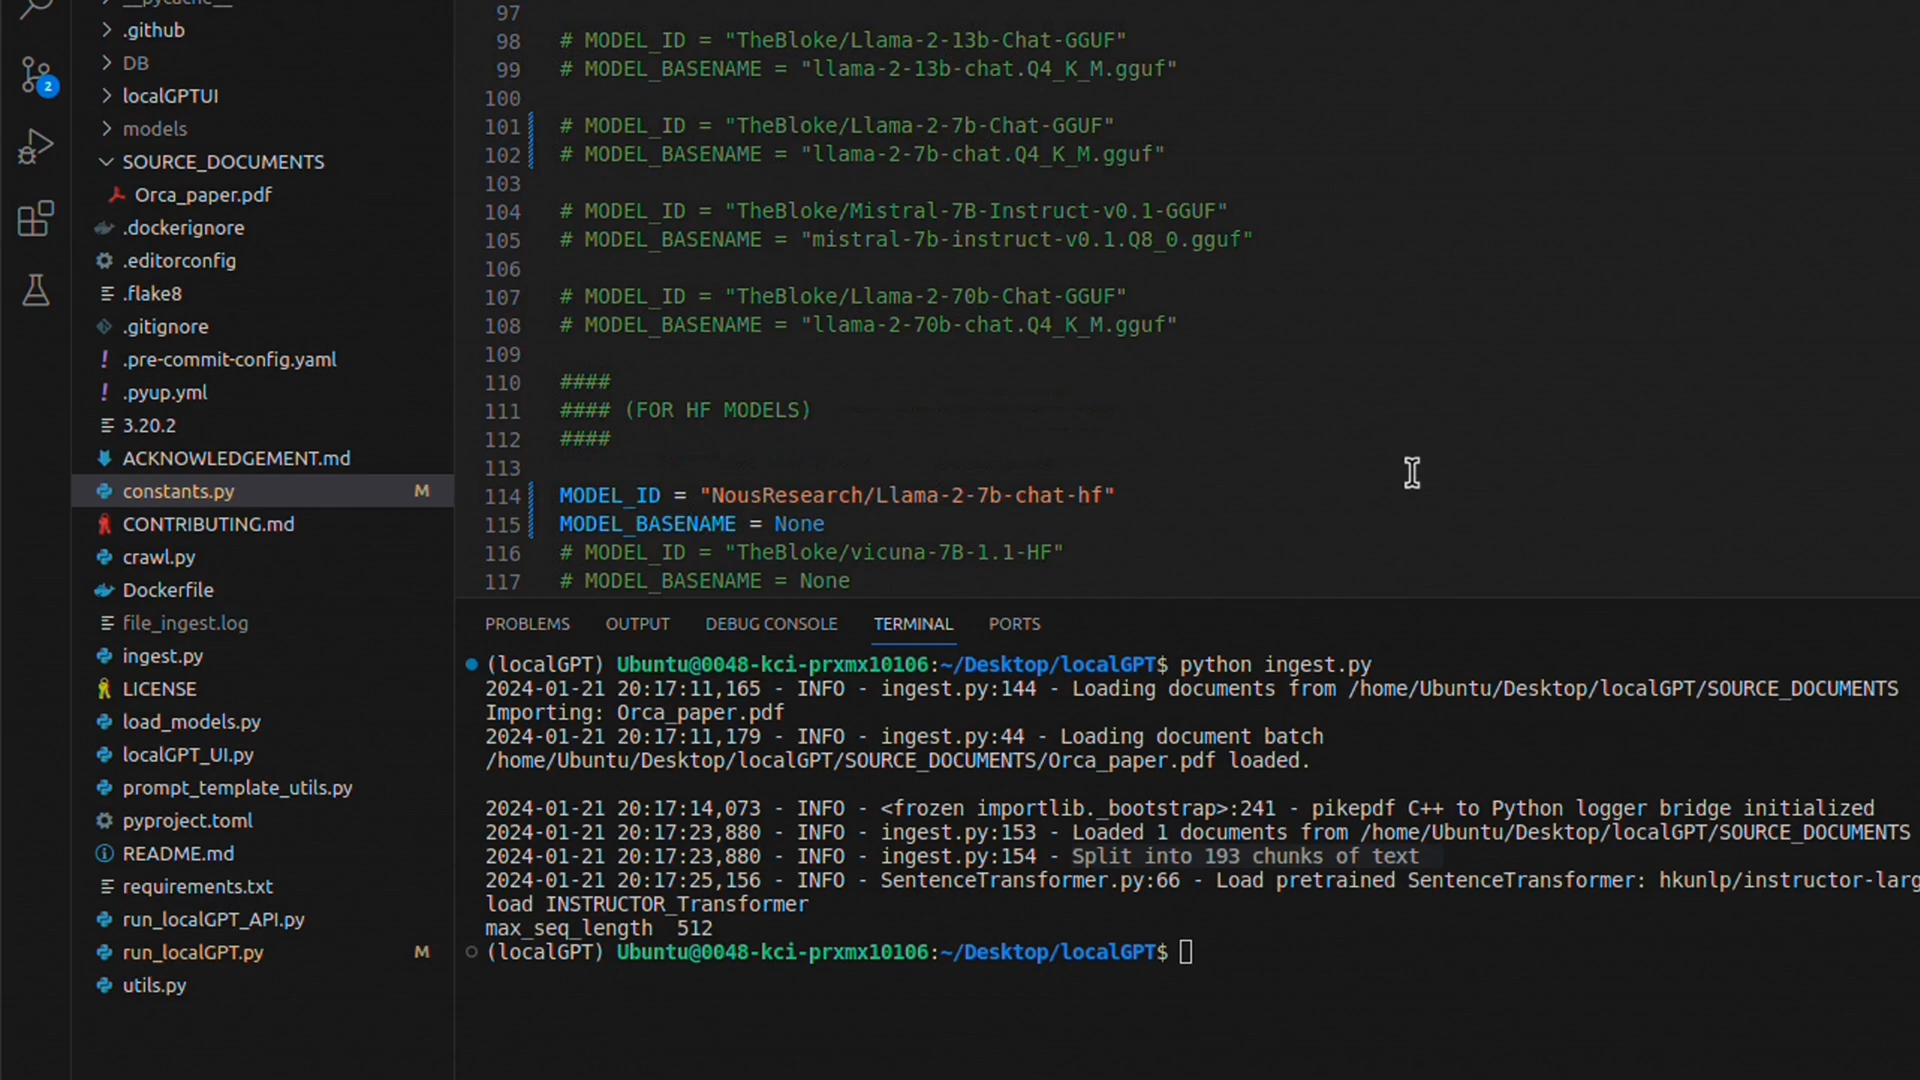 __pycache__
.github
DB
localGPTUI
models
SOURCE_DOCUMENTS
Orca_paper.pdf
.dockerignore
.editorconfig
.flake8
.gitignore
! .pre-commit-config.yaml
! .pyup.yml
3.20.2
ACKNOWLEDGEMENT.md
constants.py M
CONTRIBUTING.md
crawl.py
Dockerfile
file_ingest.log
ingest.py
LICENSE
load_models.py
localGPT_UI.py
prompt_template_utils.py
pyproject.toml
README.md
requirements.txt
run_localGPT_API.py
run_localGPT.py M
utils.py
2
97
98 # MODEL_ID = "TheBloke/Llama-2-13b-Chat-GGUF"
99 # MODEL_BASENAME = "llama-2-13b-chat.Q4_K_M.gguf"
100
101 # MODEL_ID = "TheBloke/Llama-2-7b-Chat-GGUF"
102 # MODEL_BASENAME = "llama-2-7b-chat.Q4_K_M.gguf"
103
104 # MODEL_ID = "TheBloke/Mistral-7B-Instruct-v0.1-GGUF"
105 # MODEL_BASENAME = "mistral-7b-instruct-v0.1.Q8_0.gguf"
106
107 # MODEL_ID = "TheBloke/Llama-2-70b-Chat-GGUF"
108 # MODEL_BASENAME = "llama-2-70b-chat.Q4_K_M.gguf"
109
110 ####
111 #### (FOR HF MODELS)
112 ####
113
114 MODEL_ID = "NousResearch/Llama-2-7b-chat-hf"
115 MODEL_BASENAME = None
116 # MODEL_ID = "TheBloke/vicuna-7B-1.1-HF"
117 # MODEL_BASENAME = None
PROBLEMS OUTPUT DEBUG CONSOLE TERMINAL PORTS
(localGPT) Ubuntu@0048-kci-prxmx10106:~/Desktop/localGPT$ python ingest.py
2024-01-21 20:17:11,165 - INFO - ingest.py:144 - Loading documents from /home/Ubuntu/Desktop/localGPT/SOURCE_DOCUMENTS
Importing: Orca_paper.pdf
2024-01-21 20:17:11,179 - INFO - ingest.py:44 - Loading document batch
/home/Ubuntu/Desktop/localGPT/SOURCE_DOCUMENTS/Orca_paper.pdf loaded.
2024-01-21 20:17:14,073 - INFO - <frozen importlib._bootstrap>:241 - pikepdf C++ to Python logger bridge initialized
2024-01-21 20:17:23,880 - INFO - ingest.py:153 - Loaded 1 documents from /home/Ubuntu/Desktop/localGPT/SOURCE_DOCUMENTS
2024-01-21 20:17:23,880 - INFO - ingest.py:154 - Split into 193 chunks of text
2024-01-21 20:17:25,156 - INFO - SentenceTransformer.py:66 - Load pretrained SentenceTransformer: hkunlp/instructor-larg
load INSTRUCTOR_Transformer
max_seq_length 512
(localGPT) Ubuntu@0048-kci-prxmx10106:~/Desktop/localGPT$